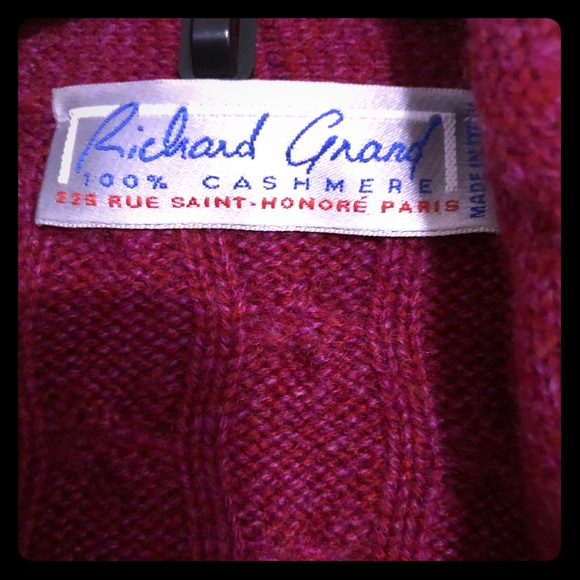 Richard Grand
100% CASHMERE
225 RUE SAINT-HONORÉ PARIS
MADE IN ITALY